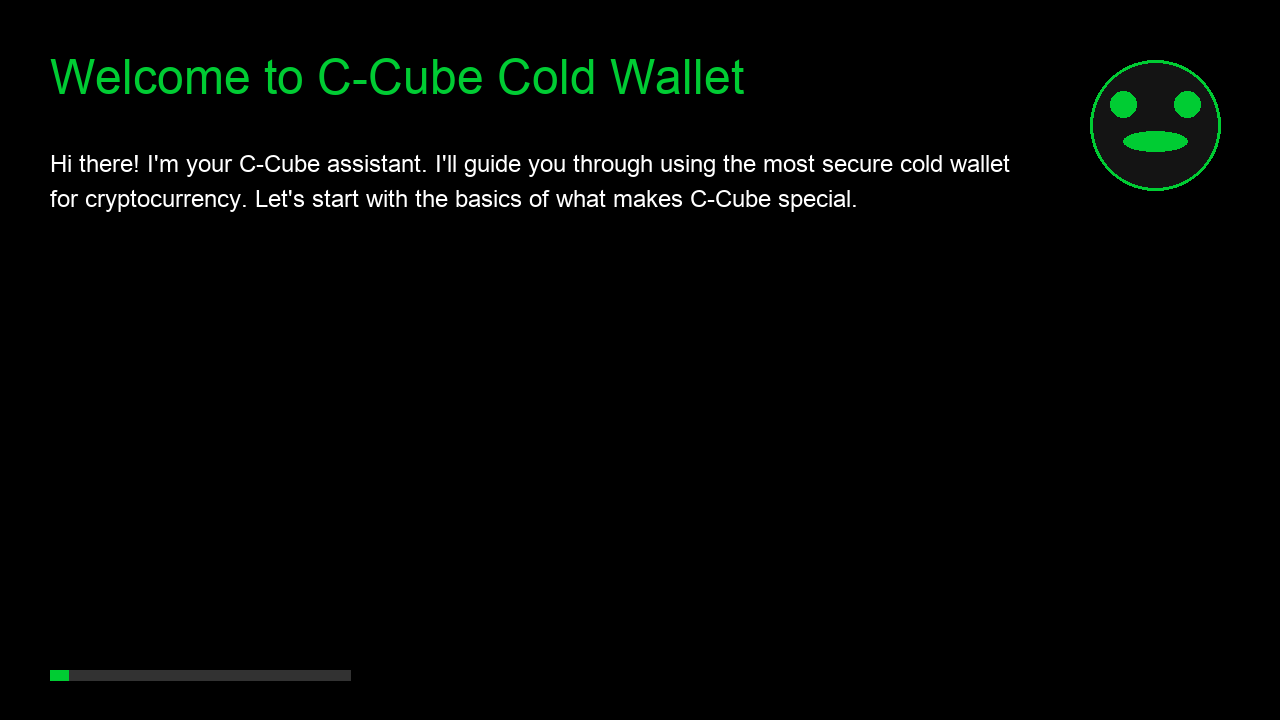 Welcome to C-Cube Cold Wallet
Hi there! I'm your C-Cube assistant. I'll guide you through using the most secure cold wallet
for cryptocurrency. Let's start with the basics of what makes C-Cube special.